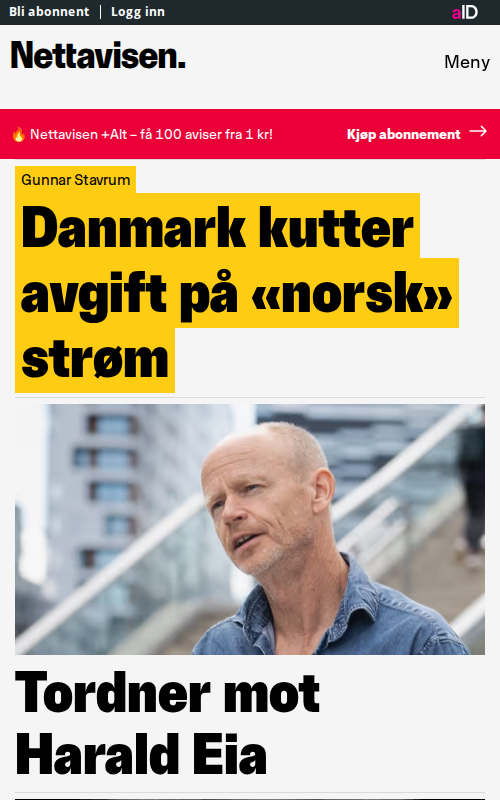 Bli abonnent | Logg inn
aID
Nettavisen.
Meny
🔥 Nettavisen +Alt – få 100 aviser fra 1 kr!
Kjøp abonnement →
Gunnar Stavrum
Danmark kutter
avgift på «norsk»
strøm
Tordner mot
Harald Eia